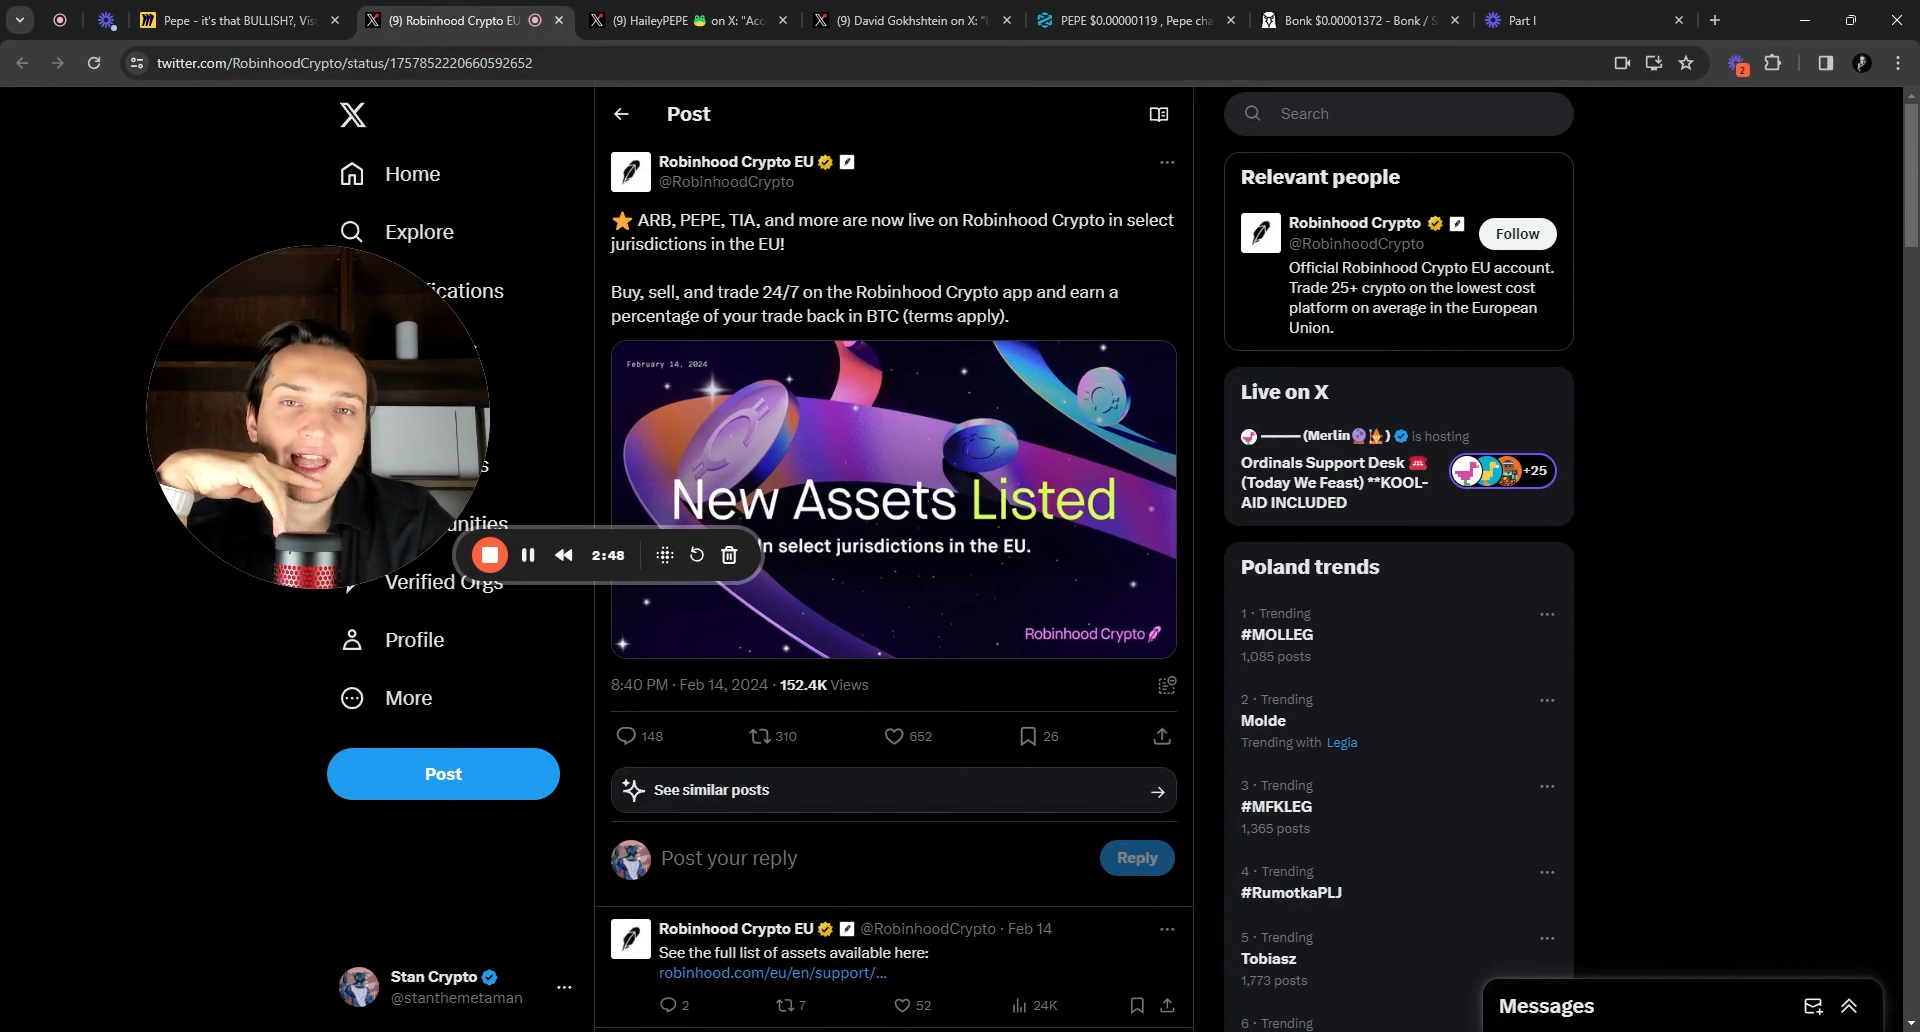 Pepe - it's that BULLISH?, Vis
(9) Robinhood Crypto EU
(9) HaileyPEPE 🐸 on X: "Acc
(9) David Gokhshtein on X: "
PEPE $0.00000119 , Pepe cha
Bonk $0.00001372 - Bonk / S
Part I
twitter.com/RobinhoodCrypto/status/1757852220660592652
2
Home
Explore
fications
s
unities
Verified Orgs
Profile
More
Post
Stan Crypto
@stanthemetaman
2:48
Post
Robinhood Crypto EU
@RobinhoodCrypto
⭐ ARB, PEPE, TIA, and more are now live on Robinhood Crypto in select
jurisdictions in the EU!
Buy, sell, and trade 24/7 on the Robinhood Crypto app and earn a
percentage of your trade back in BTC (terms apply).
February 14, 2024
New Assets Listed
In select jurisdictions in the EU.
Robinhood Crypto
8:40 PM · Feb 14, 2024 · 152.4K Views
148
310
652
26
See similar posts
Post your reply
Reply
Robinhood Crypto EU @RobinhoodCrypto · Feb 14
See the full list of assets available here:
robinhood.com/eu/en/support/...
2
7
52
24K
Search
Relevant people
Robinhood Crypto
@RobinhoodCrypto
Follow
Official Robinhood Crypto EU account.
Trade 25+ crypto on the lowest cost
platform on average in the European
Union.
Live on X
——— (Merlin🔮🧙) is hosting
Ordinals Support Desk ☎️
(Today We Feast) **KOOL-
AID INCLUDED
+25
Poland trends
1 · Trending
#MOLLEG
1,085 posts
2 · Trending
Molde
Trending with Legia
3 · Trending
#MFKLEG
1,365 posts
4 · Trending
#RumotkaPLJ
5 · Trending
Tobiasz
1,773 posts
6 · Trending
Messages